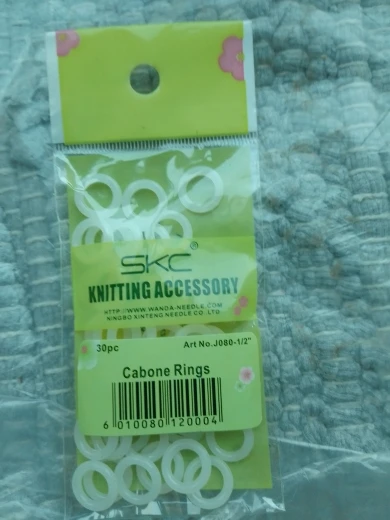 SKC®
KNITTING ACCESSORY
HTTP://WWW.WANDA-NEEDLE.COM
NINGBO XINTENG NEEDLE CO.,LTD.
30pc Art No.J080-1/2"
Cabone Rings
6 010080 120004